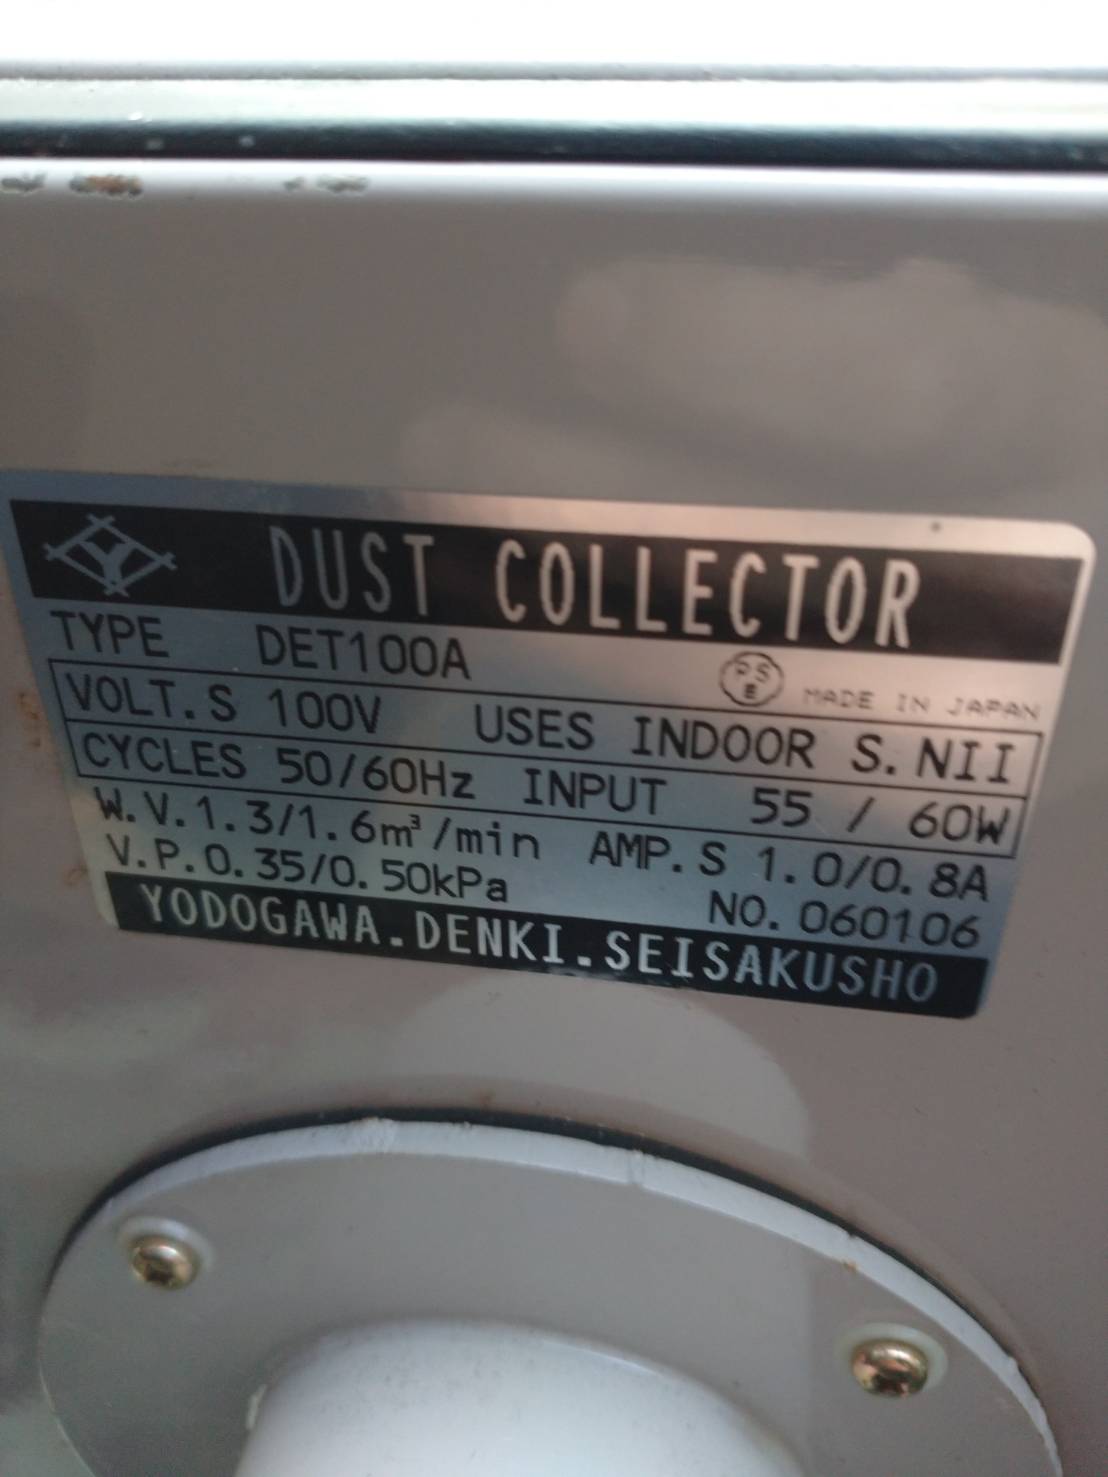 DUST COLLECTOR
TYPE DET100A PSE MADE IN JAPAN
VOLT.S 100V USES INDOOR S.NII
CYCLES 50/60Hz INPUT 55 / 60W
W.V.1.3/1.6m³/min AMP.S 1.0/0.8A
V.P.0.35/0.50kPa NO.060106
YODOGAWA.DENKI.SEISAKUSHO